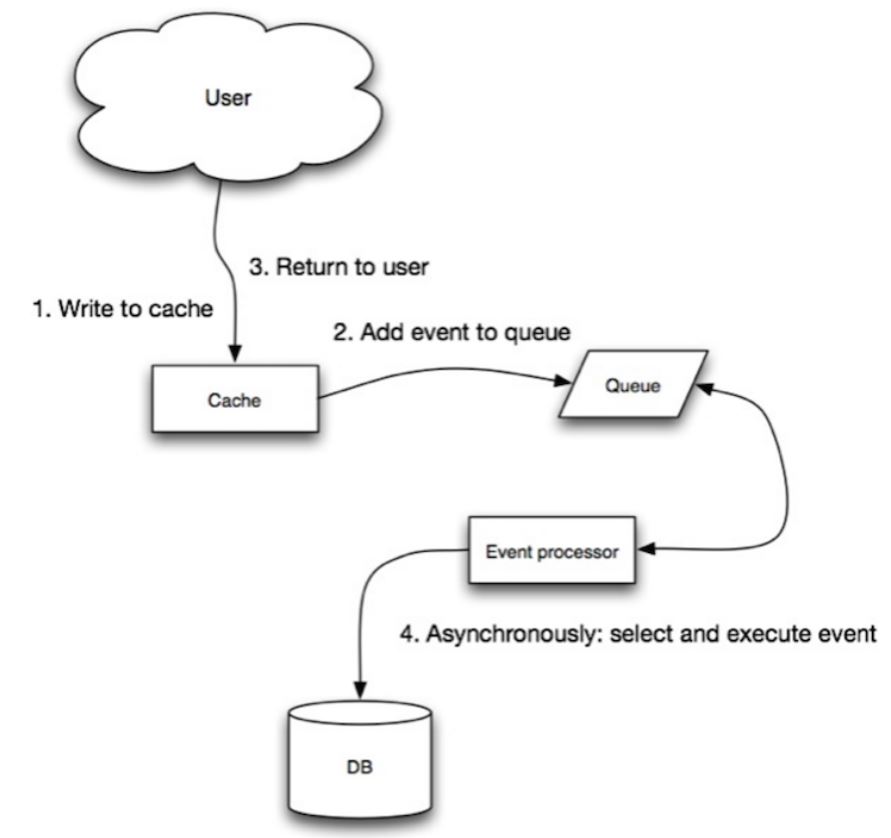 User
3. Return to user
1. Write to cache
2. Add event to queue
Queue
Cache
Event processor
4. Asynchronously: select and execute event
DB